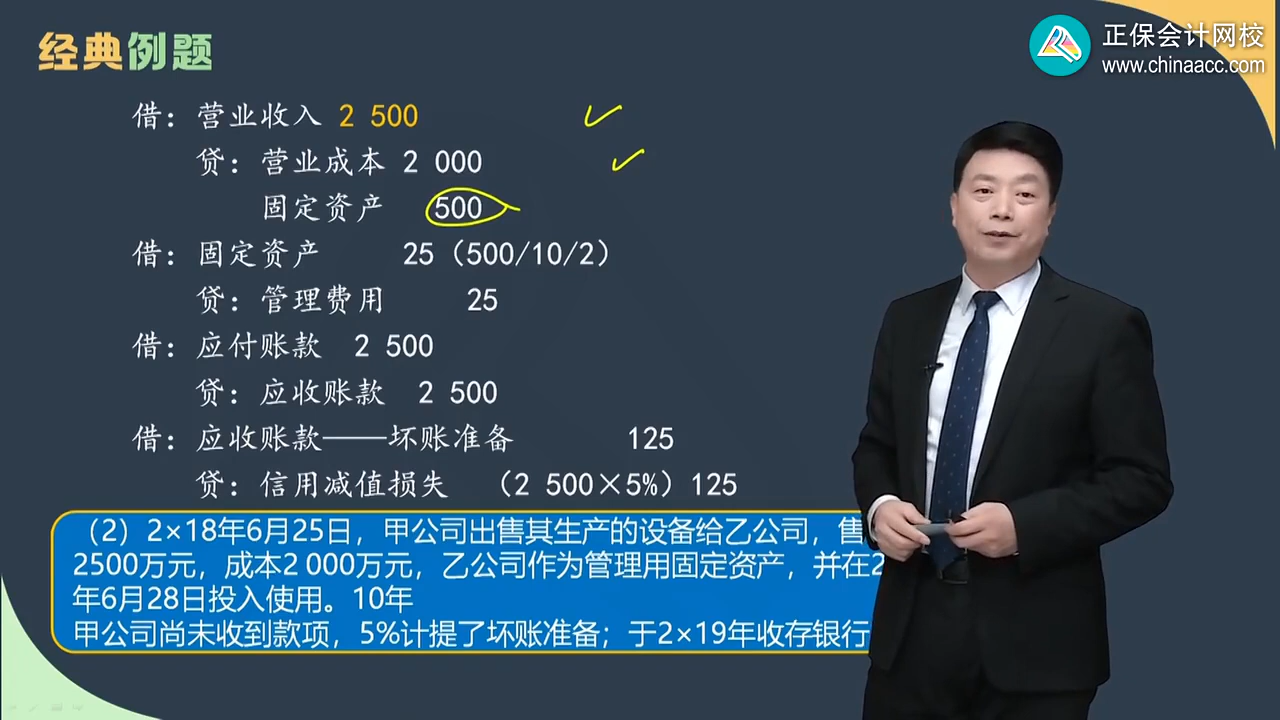 经典例题
正保会计网校
www.chinaacc.com
借：营业收入 2 500
贷：营业成本 2 000
固定资产 500
借：固定资产 25（500/10/2）
贷：管理费用 25
借：应付账款 2 500
贷：应收账款 2 500
借：应收账款——坏账准备 125
贷：信用减值损失 （2 500×5%）125
（2）2×18年6月25日，甲公司出售其生产的设备给乙公司，售
2500万元，成本2 000万元，乙公司作为管理用固定资产，并在2
年6月28日投入使用。10年
甲公司尚未收到款项，5%计提了坏账准备；于2×19年收存银行